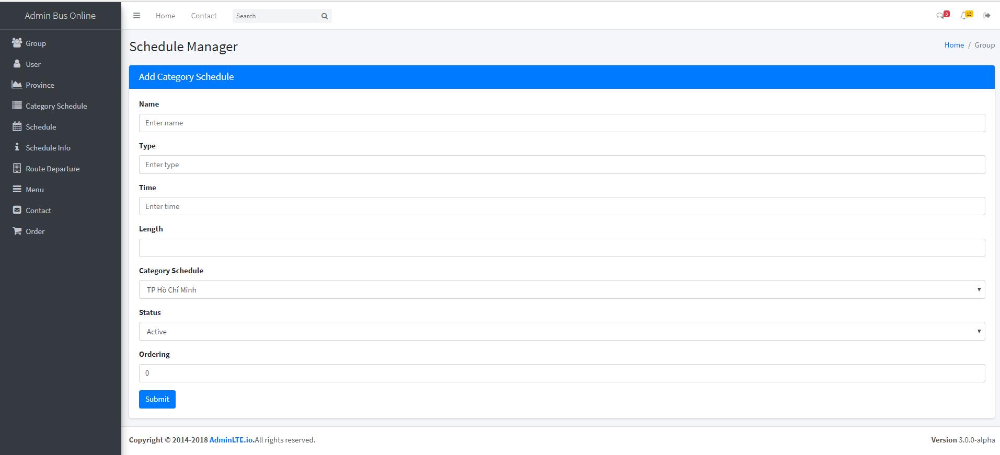 Admin Bus Online
Home
Contact
Search
3
15
Group
User
Province
Category Schedule
Schedule
Schedule Info
Route Departure
Menu
Contact
Order
Schedule Manager
Home / Group
Add Category Schedule
Name
Enter name
Type
Enter type
Time
Enter time
Length
Category Schedule
TP Hồ Chí Minh
Status
Active
Ordering
0
Submit
Copyright © 2014-2018 AdminLTE.io.All rights reserved.
Version 3.0.0-alpha